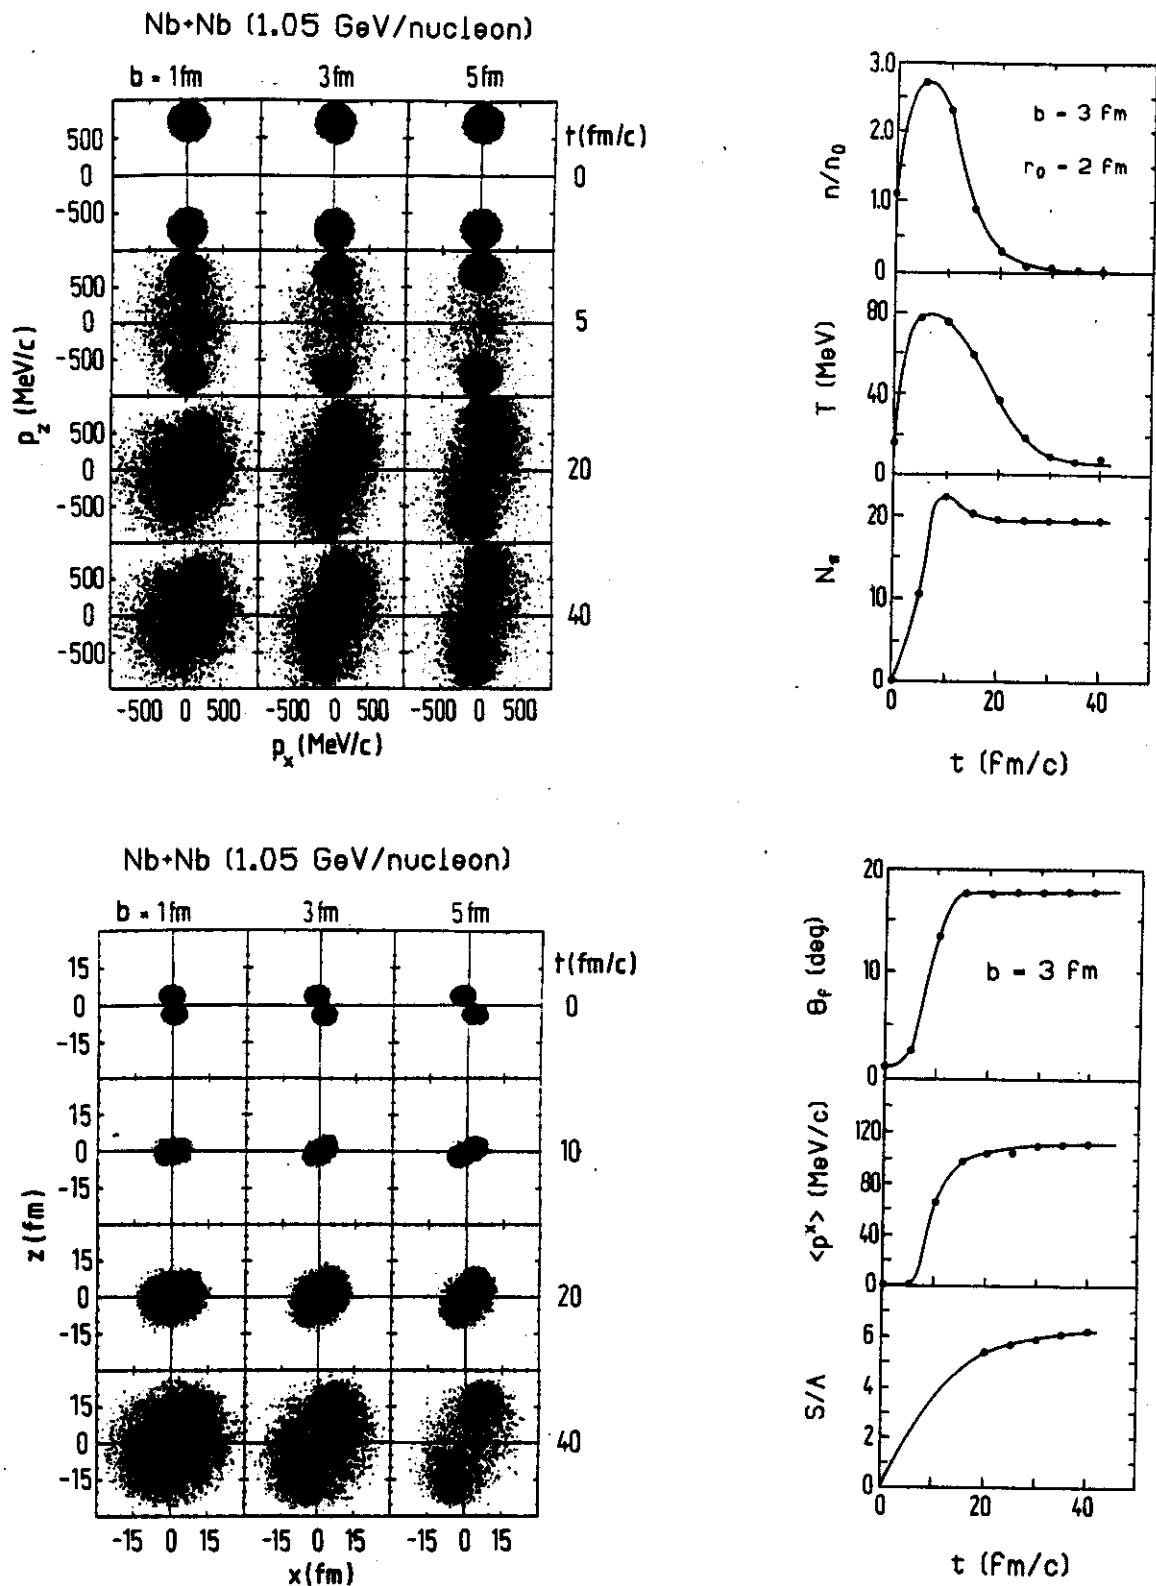 Nb+Nb (1.05 GeV/nucleon)
b = 1fm 3fm 5fm
t(fm/c)
500
0
-500
0
500
0
-500
5
500
0
-500
20
500
0
-500
40
p_z (MeV/c)
-500 0 500 -500 0 500 -500 0 500
p_x (MeV/c)
3.0
2.0
1.0
0
n/n_0
b = 3 fm
r_0 = 2 fm
80
40
0
T (MeV)
20
10
0
N_π
0 20 40
t (fm/c)
Nb+Nb (1.05 GeV/nucleon)
b = 1fm 3fm 5fm
t(fm/c)
15
0
-15
0
15
0
-15
10
15
0
-15
20
15
0
-15
40
z (fm)
-15 0 15 -15 0 15 -15 0 15
x (fm)
20
10
0
θ_f (deg)
b = 3 fm
120
80
40
0
<p^x> (MeV/c)
6
4
2
0
S/A
0 20 40
t (fm/c)